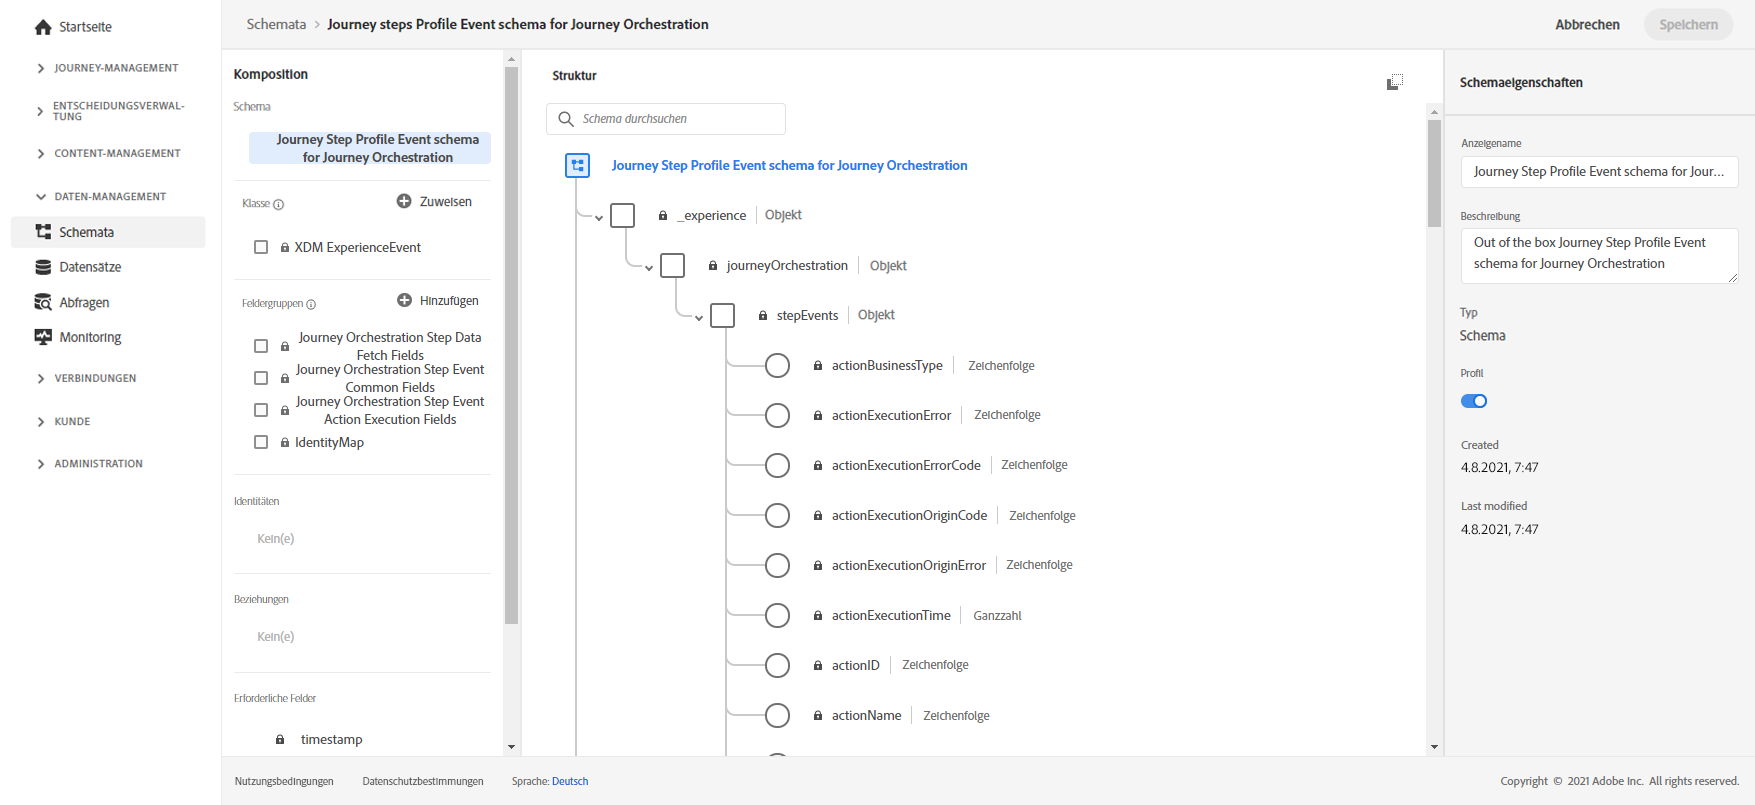 Startseite
JOURNEY-MANAGEMENT
ENTSCHEIDUNGSVERWAL-
TUNG
CONTENT-MANAGEMENT
DATEN-MANAGEMENT
Schemata
Datensätze
Abfragen
Monitoring
VERBINDUNGEN
KUNDE
ADMINISTRATION
Schemata > Journey steps Profile Event schema for Journey Orchestration
Abbrechen
Speichern
Komposition
Schema
Journey Step Profile Event schema
for Journey Orchestration
Klasse
Zuweisen
XDM ExperienceEvent
Feldergruppen
Hinzufügen
Journey Orchestration Step Data
Fetch Fields
Journey Orchestration Step Event
Common Fields
Journey Orchestration Step Event
Action Execution Fields
IdentityMap
Identitäten
Kein(e)
Beziehungen
Kein(e)
Erforderliche Felder
timestamp
Struktur
Schema durchsuchen
Journey Step Profile Event schema for Journey Orchestration
_experience Objekt
journeyOrchestration Objekt
stepEvents Objekt
actionBusinessType Zeichenfolge
actionExecutionError Zeichenfolge
actionExecutionErrorCode Zeichenfolge
actionExecutionOriginCode Zeichenfolge
actionExecutionOriginError Zeichenfolge
actionExecutionTime Ganzzahl
actionID Zeichenfolge
actionName Zeichenfolge
Schemaeigenschaften
Anzeigename
Journey Step Profile Event schema for Jour...
Beschreibung
Out of the box Journey Step Profile Event
schema for Journey Orchestration
Typ
Schema
Profil
Created
4.8.2021, 7:47
Last modified
4.8.2021, 7:47
Nutzungsbedingungen
Datenschutzbestimmungen
Sprache: Deutsch
Copyright © 2021 Adobe Inc. All rights reserved.